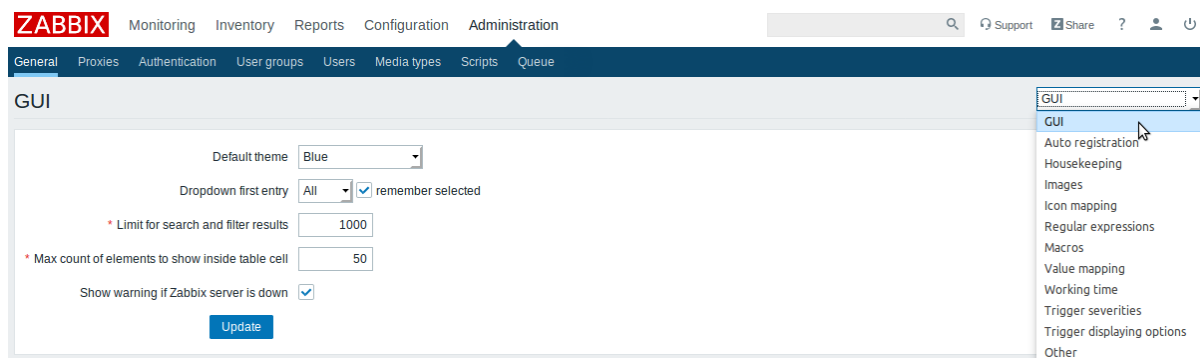 ZABBIX Monitoring Inventory Reports Configuration Administration Support Z Share ?
General Proxies Authentication User groups Users Media types Scripts Queue
GUI
GUI
GUI
Auto registration
Housekeeping
Images
Icon mapping
Regular expressions
Macros
Value mapping
Working time
Trigger severities
Trigger displaying options
Other
Default theme Blue
Dropdown first entry All remember selected
* Limit for search and filter results 1000
* Max count of elements to show inside table cell 50
Show warning if Zabbix server is down
Update